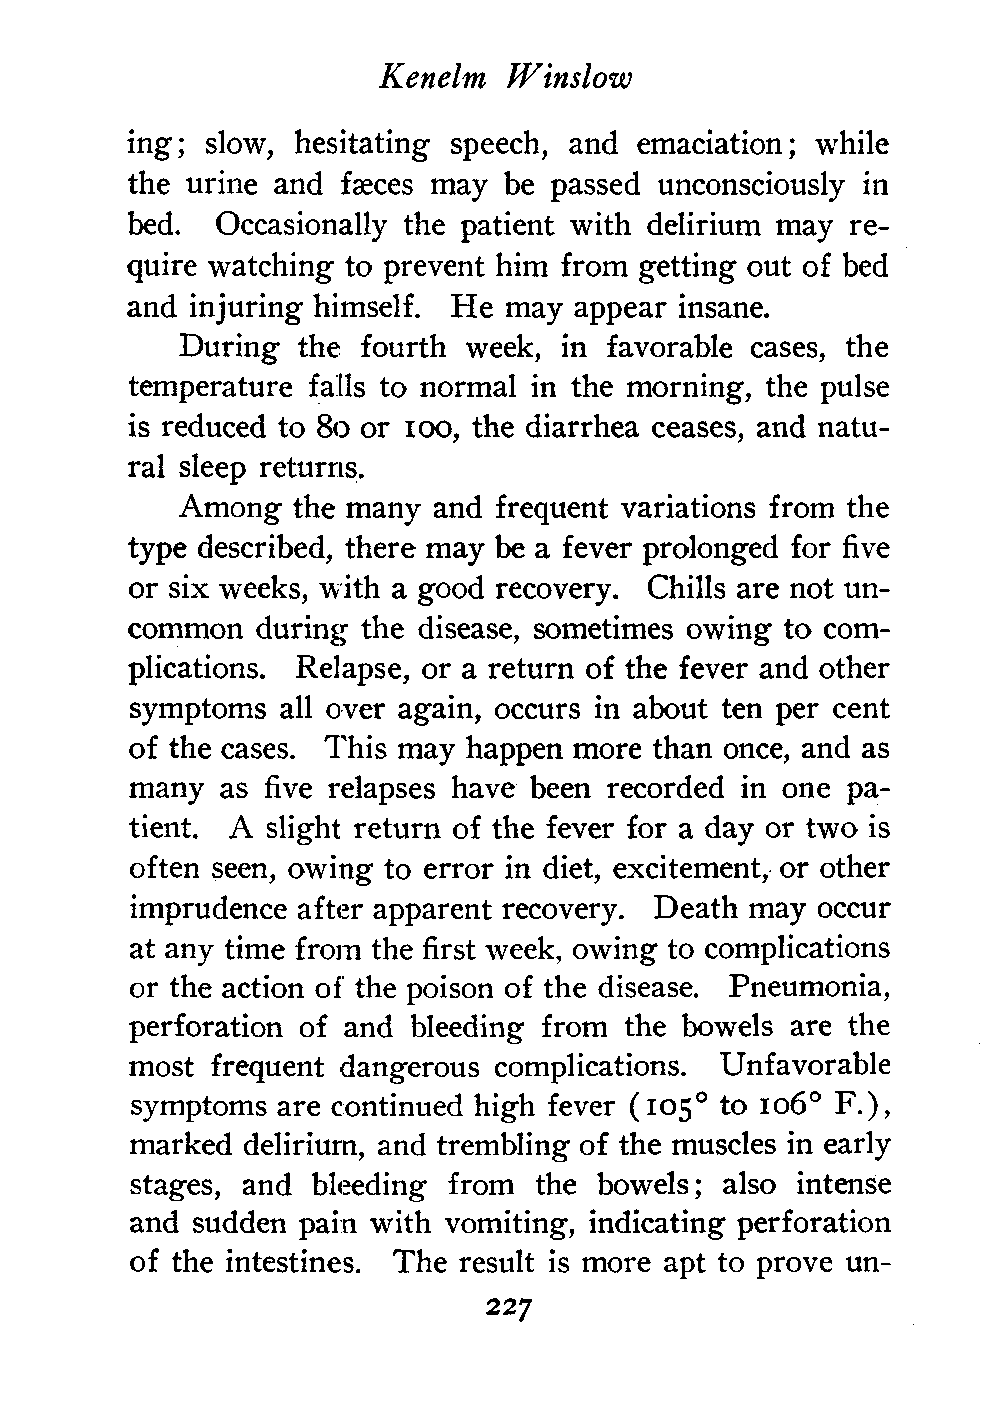 Kenelm Winslow
ing; slow, hesitating speech, and emaciation; while
the urine and fæces may be passed unconsciously in
bed. Occasionally the patient with delirium may re-
quire watching to prevent him from getting out of bed
and injuring himself. He may appear insane.
During the fourth week, in favorable cases, the
temperature falls to normal in the morning, the pulse
is reduced to 80 or 100, the diarrhea ceases, and natu-
ral sleep returns.
Among the many and frequent variations from the
type described, there may be a fever prolonged for five
or six weeks, with a good recovery. Chills are not un-
common during the disease, sometimes owing to com-
plications. Relapse, or a return of the fever and other
symptoms all over again, occurs in about ten per cent
of the cases. This may happen more than once, and as
many as five relapses have been recorded in one pa-
tient. A slight return of the fever for a day or two is
often seen, owing to error in diet, excitement, or other
imprudence after apparent recovery. Death may occur
at any time from the first week, owing to complications
or the action of the poison of the disease. Pneumonia,
perforation of and bleeding from the bowels are the
most frequent dangerous complications. Unfavorable
symptoms are continued high fever (105° to 106° F.),
marked delirium, and trembling of the muscles in early
stages, and bleeding from the bowels; also intense
and sudden pain with vomiting, indicating perforation
of the intestines. The result is more apt to prove un-
227